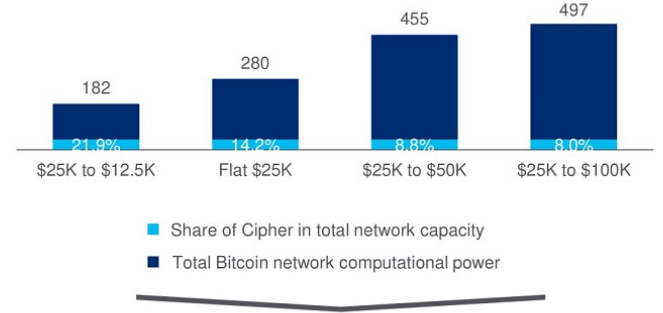 497
455
280
182
21.9% 14.2% 8.8% 8.0%
$25K to $12.5K Flat $25K $25K to $50K $25K to $100K
Share of Cipher in total network capacity
Total Bitcoin network computational power